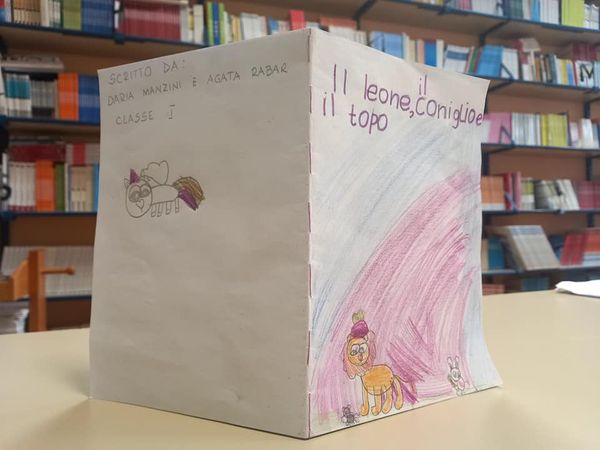 SCRITTO DA:
DARIA MANZINI E AGATA RABAR
CLASSE I
Il leone, il coniglio e
il topo